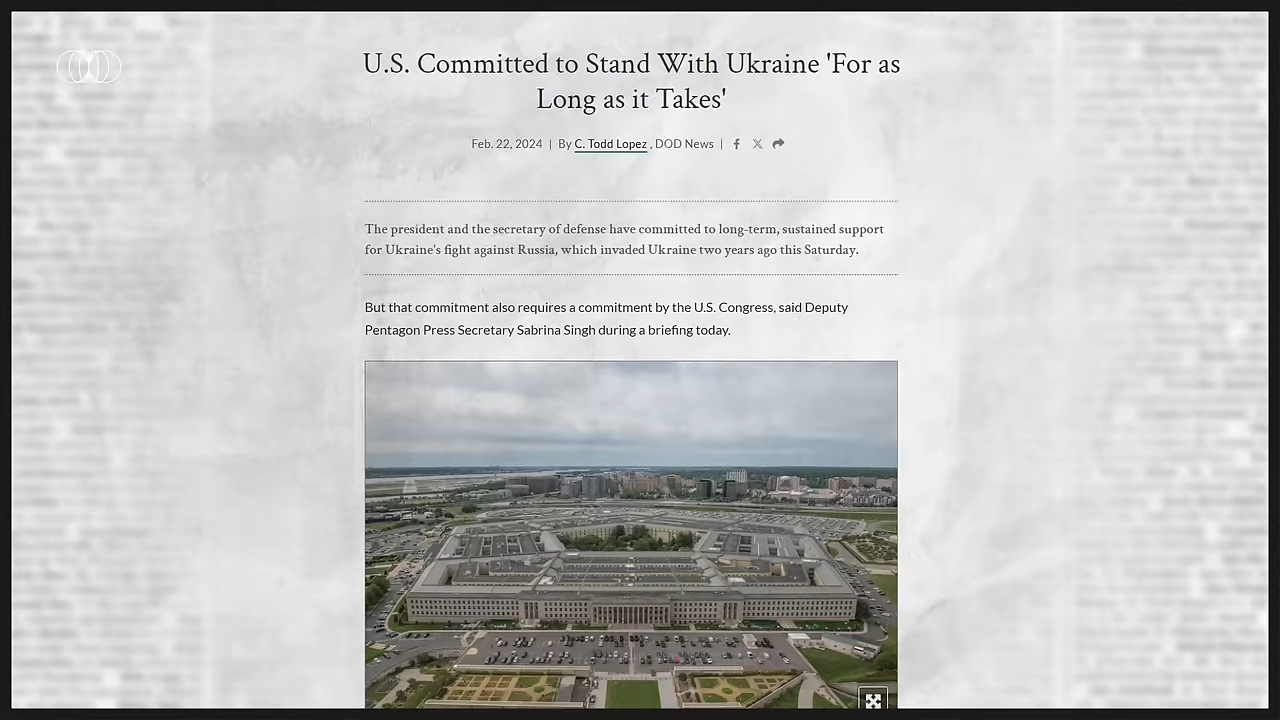 U.S. Committed to Stand With Ukraine 'For as
Long as it Takes'
Feb. 22, 2024 | By C. Todd Lopez , DOD News |
The president and the secretary of defense have committed to long-term, sustained support
for Ukraine's fight against Russia, which invaded Ukraine two years ago this Saturday.
But that commitment also requires a commitment by the U.S. Congress, said Deputy
Pentagon Press Secretary Sabrina Singh during a briefing today.